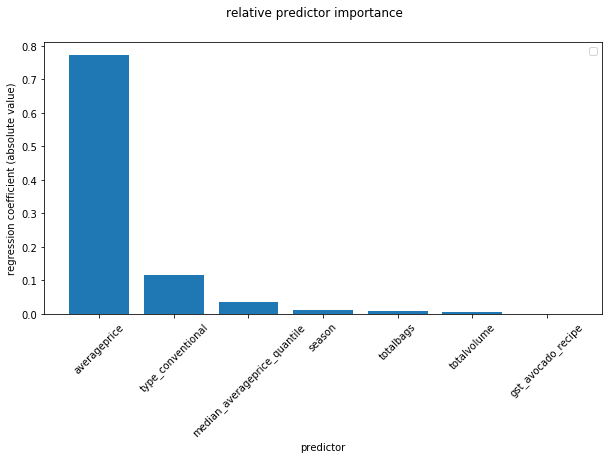 relative predictor importance
regression coefficient (absolute value)
0.8
0.7
0.6
0.5
0.4
0.3
0.2
0.1
0.0
averageprice
type_conventional
median_averageprice_quantile
season
totalbags
totalvolume
gst_avocado_recipe
predictor